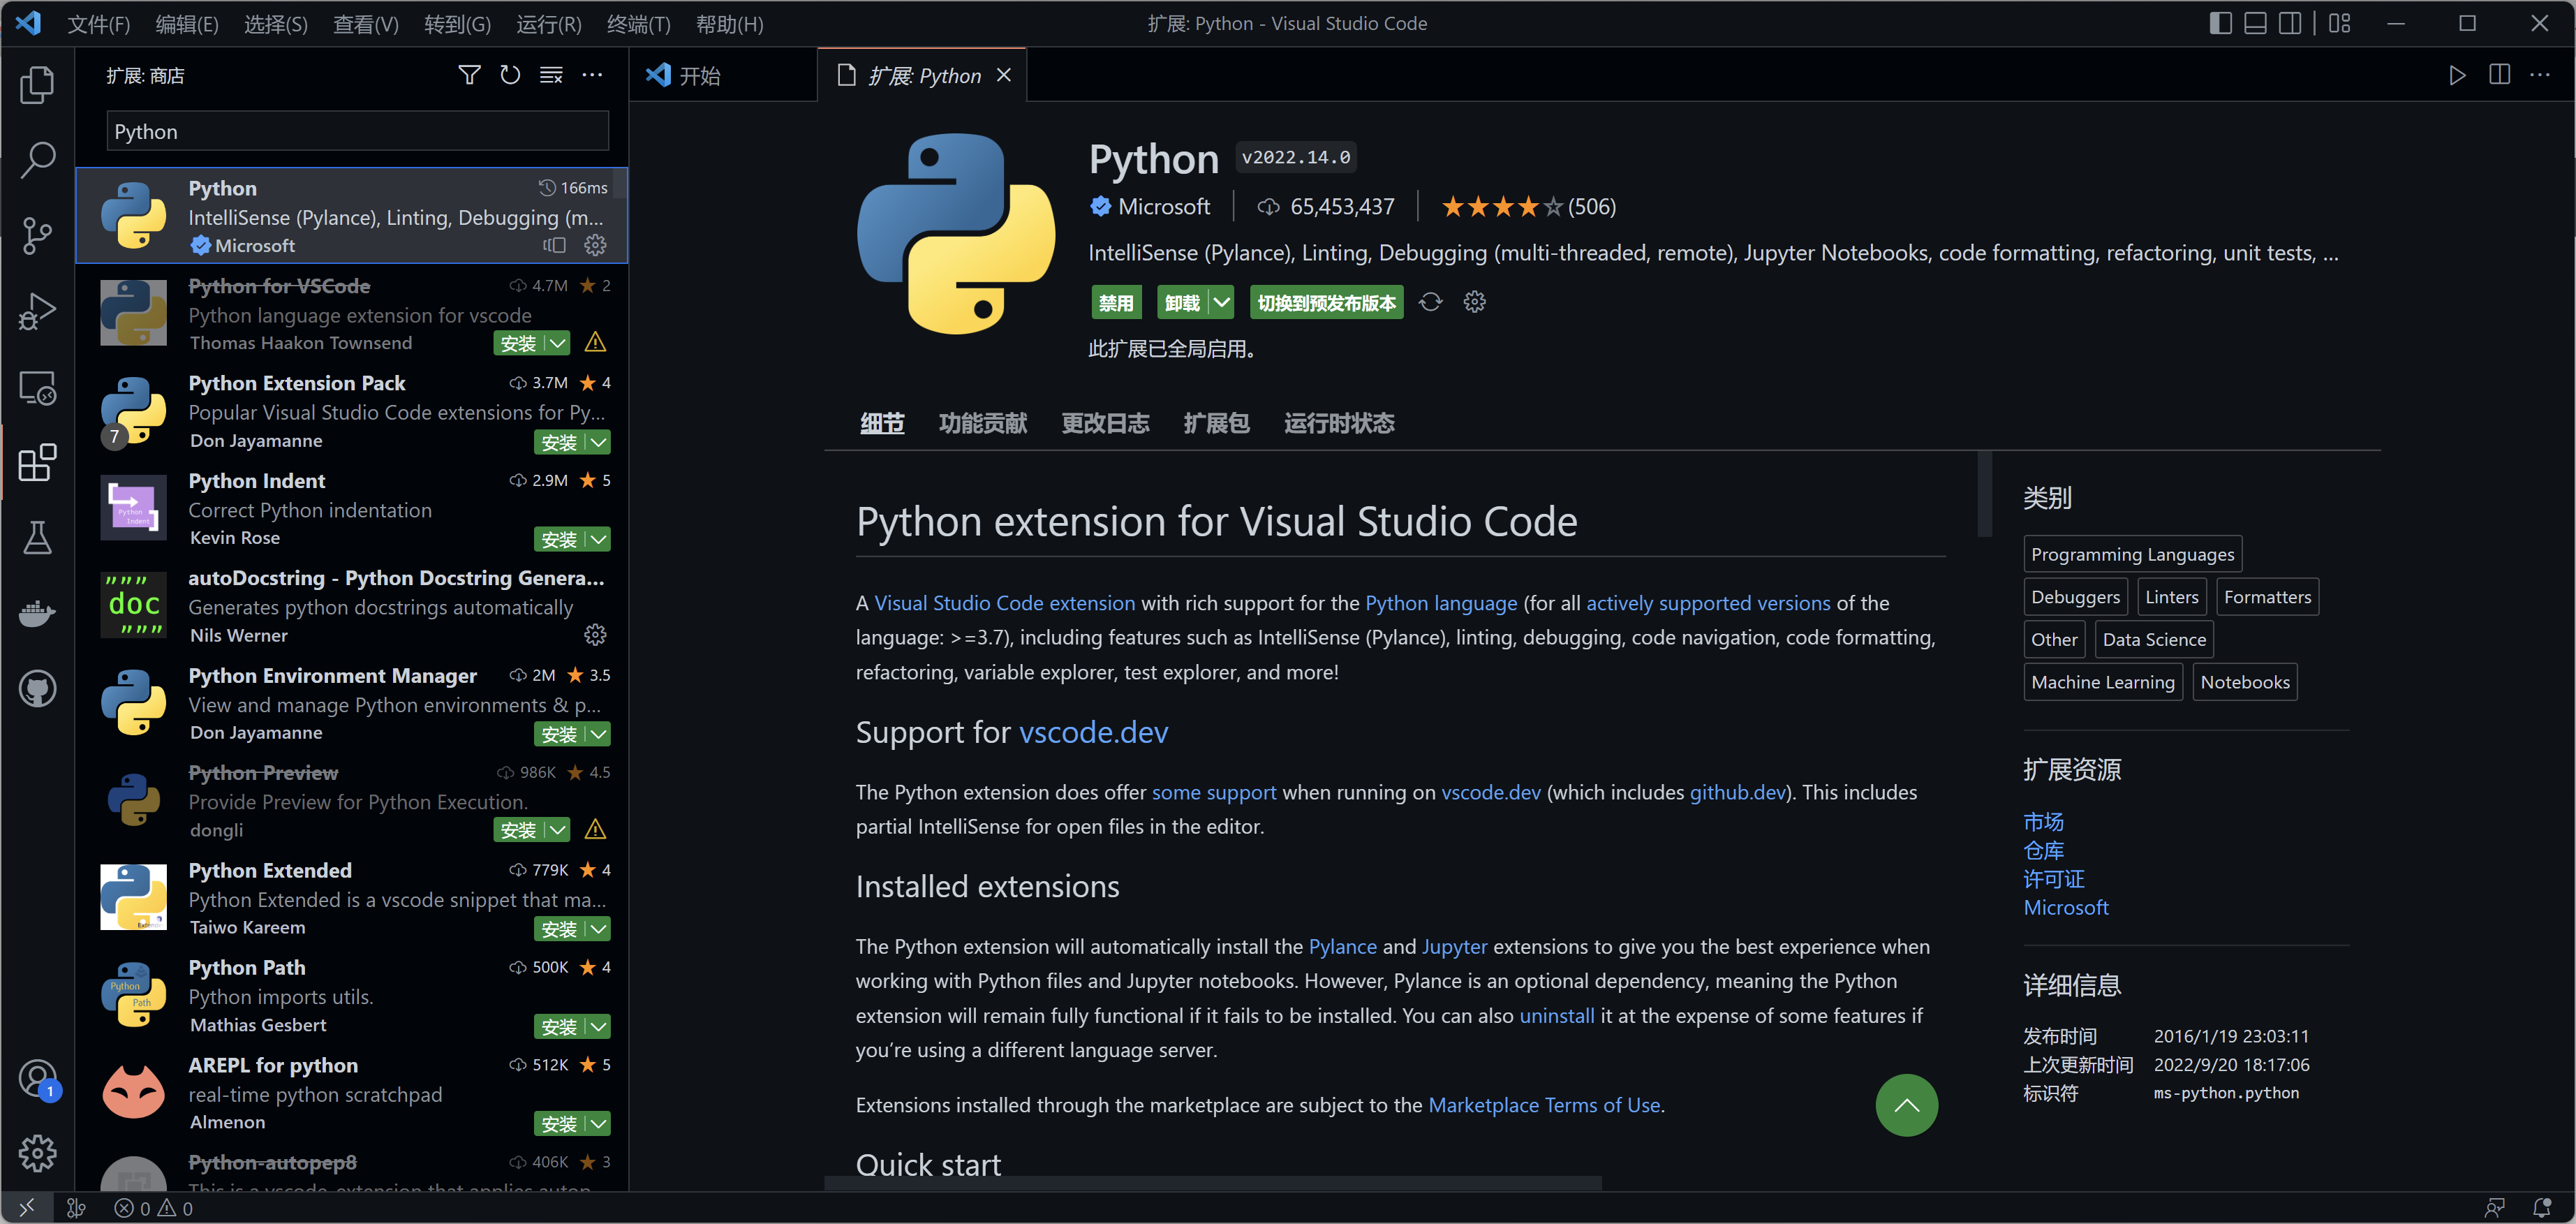 文件(F) 编辑(E) 选择(S) 查看(V) 转到(G) 运行(R) 终端(T) 帮助(H)
扩展: Python - Visual Studio Code
扩展: 商店
Python
Python 166ms
IntelliSense (Pylance), Linting, Debugging (m...
Microsoft
Python for VSCode 4.7M 2
Python language extension for vscode
Thomas Haakon Townsend 安装
Python Extension Pack 3.7M 4
Popular Visual Studio Code extensions for Py...
7
Don Jayamanne 安装
Python Indent 2.9M 5
Correct Python indentation
Python
Indent
Kevin Rose 安装
autoDocstring - Python Docstring Genera...
"""
doc
"""
Generates python docstrings automatically
Nils Werner
Python Environment Manager 2M 3.5
View and manage Python environments & p...
Don Jayamanne 安装
Python Preview 986K 4.5
Provide Preview for Python Execution.
dongli 安装
Python Extended 779K 4
Python Extended is a vscode snippet that ma...
Taiwo Kareem 安装
Python Path 500K 4
Python
Path
Python imports utils.
Mathias Gesbert 安装
AREPL for python 512K 5
real-time python scratchpad
Almenon 安装
Python-autopep8 406K 3
This is a vscode-extension that applies autop
1
0 0
开始
扩展: Python
Python v2022.14.0
Microsoft 65,453,437 (506)
IntelliSense (Pylance), Linting, Debugging (multi-threaded, remote), Jupyter Notebooks, code formatting, refactoring, unit tests, ...
禁用 卸载 切换到预发布版本
此扩展已全局启用。
细节 功能贡献 更改日志 扩展包 运行时状态
Python extension for Visual Studio Code
A Visual Studio Code extension with rich support for the Python language (for all actively supported versions of the
language: >=3.7), including features such as IntelliSense (Pylance), linting, debugging, code navigation, code formatting,
refactoring, variable explorer, test explorer, and more!
Support for vscode.dev
The Python extension does offer some support when running on vscode.dev (which includes github.dev). This includes
partial IntelliSense for open files in the editor.
Installed extensions
The Python extension will automatically install the Pylance and Jupyter extensions to give you the best experience when
working with Python files and Jupyter notebooks. However, Pylance is an optional dependency, meaning the Python
extension will remain fully functional if it fails to be installed. You can also uninstall it at the expense of some features if
you’re using a different language server.
Extensions installed through the marketplace are subject to the Marketplace Terms of Use.
Quick start
类别
Programming Languages
Debuggers Linters Formatters
Other Data Science
Machine Learning Notebooks
扩展资源
市场
仓库
许可证
Microsoft
详细信息
发布时间 2016/1/19 23:03:11
上次更新时间 2022/9/20 18:17:06
标识符 ms-python.python